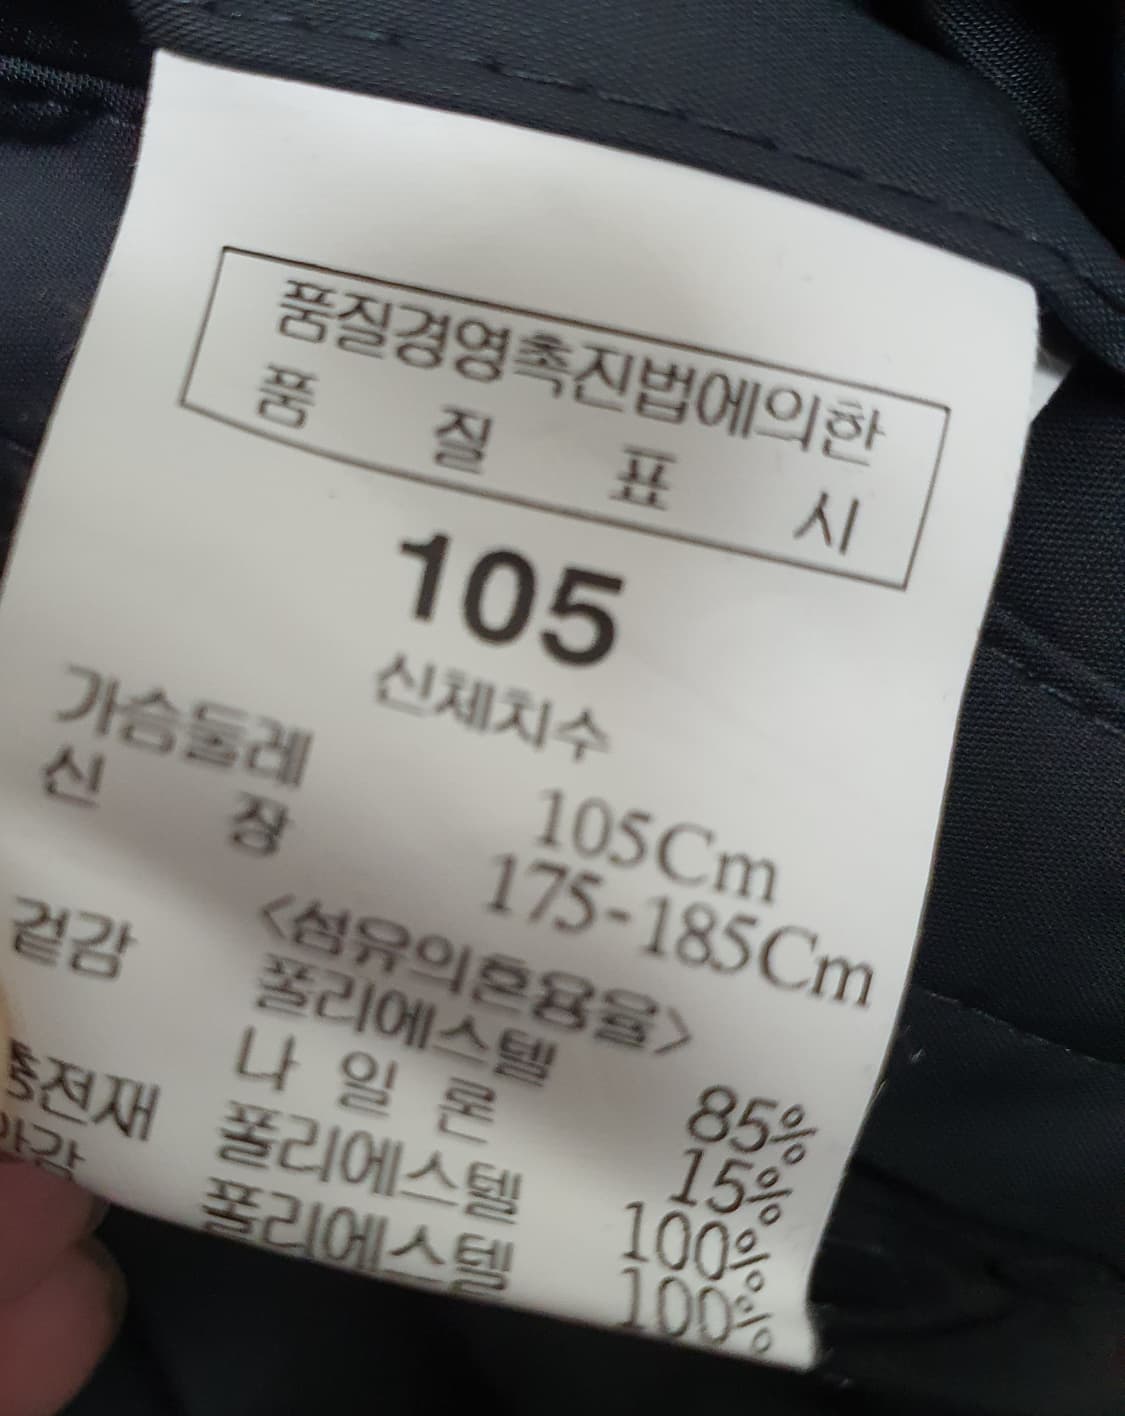 품질경영촉진법에의한
품 질 표 시
105
신체치수
가슴둘레 105Cm
신 장 175-185Cm
<섬유의혼용율>
겉감 폴리에스텔 85%
나 일 론 15%
충전재 폴리에스텔 100%
안감 폴리에스텔 100%